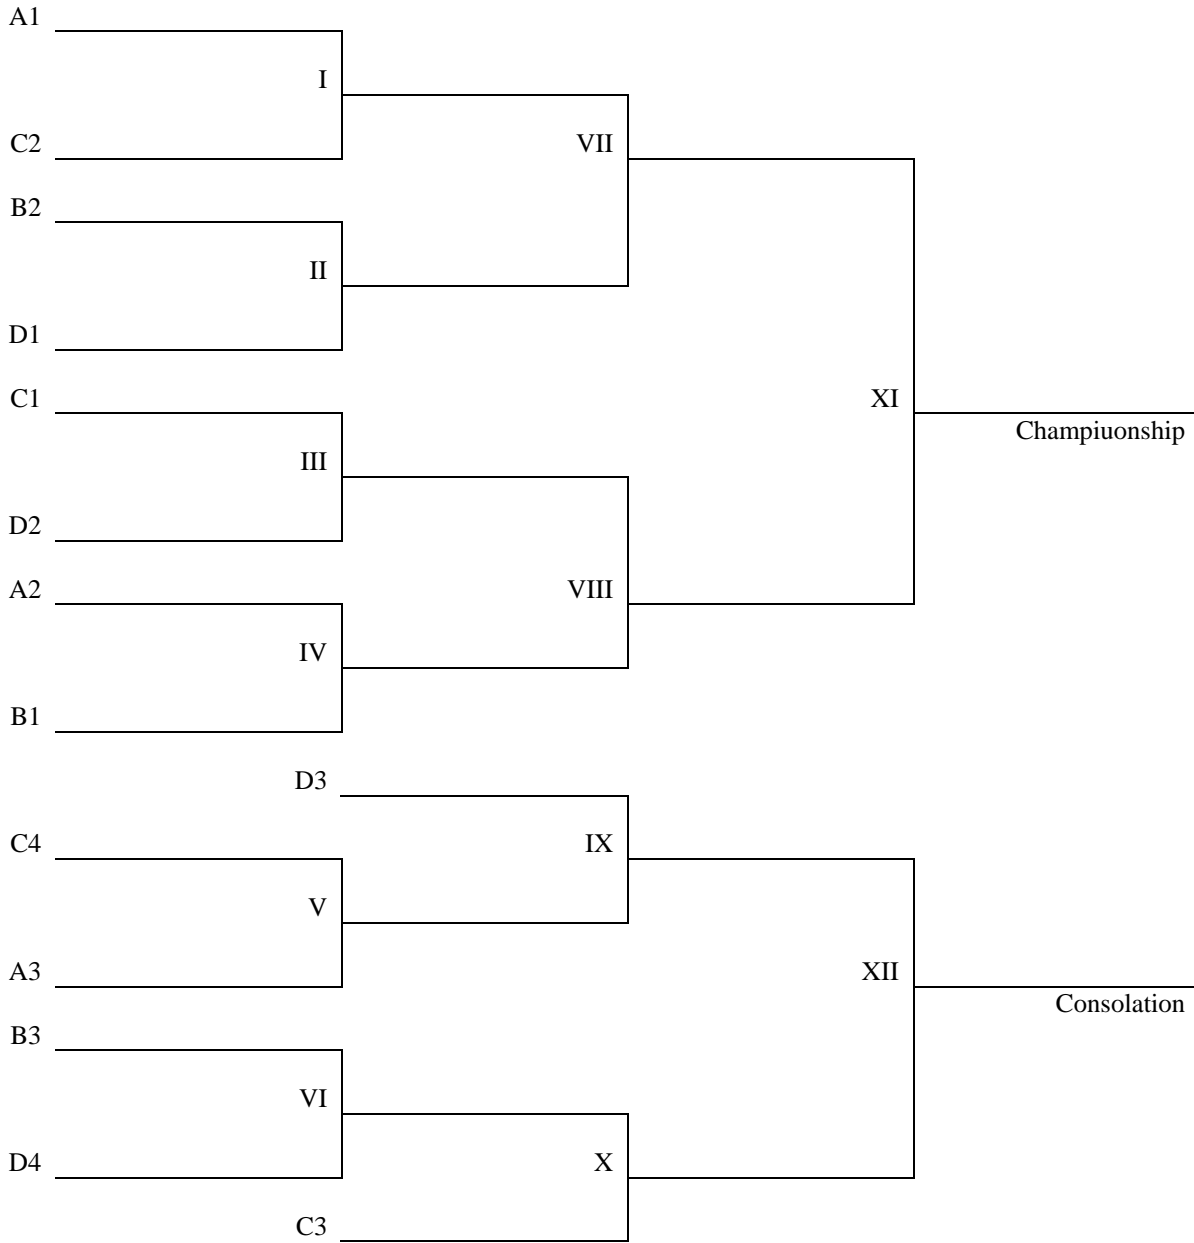 A1
I
C2
VII
B2
II
D1
C1
XI
Champiuonship
III
D2
A2
VIII
IV
B1
D3
C4
IX
V
A3
XII
Consolation
B3
VI
D4
X
C3